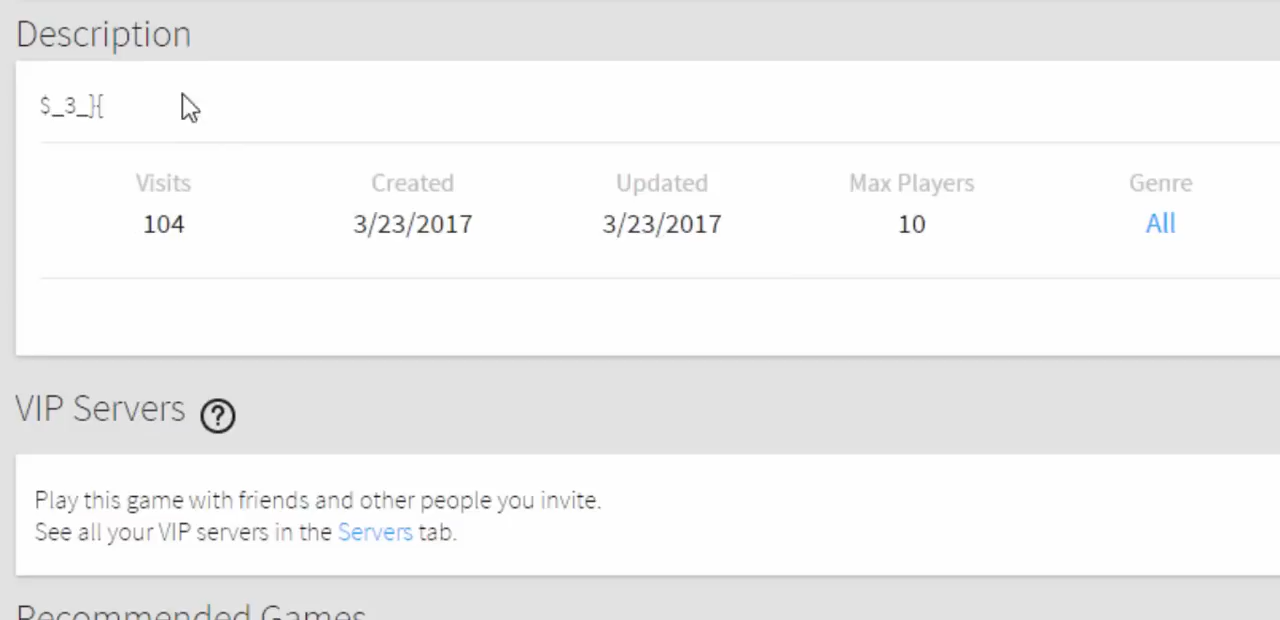 Description
$_3_}{
Visits Created Updated Max Players Genre
104 3/23/2017 3/23/2017 10 All
VIP Servers ?
Play this game with friends and other people you invite.
See all your VIP servers in the Servers tab.
Recommended Games